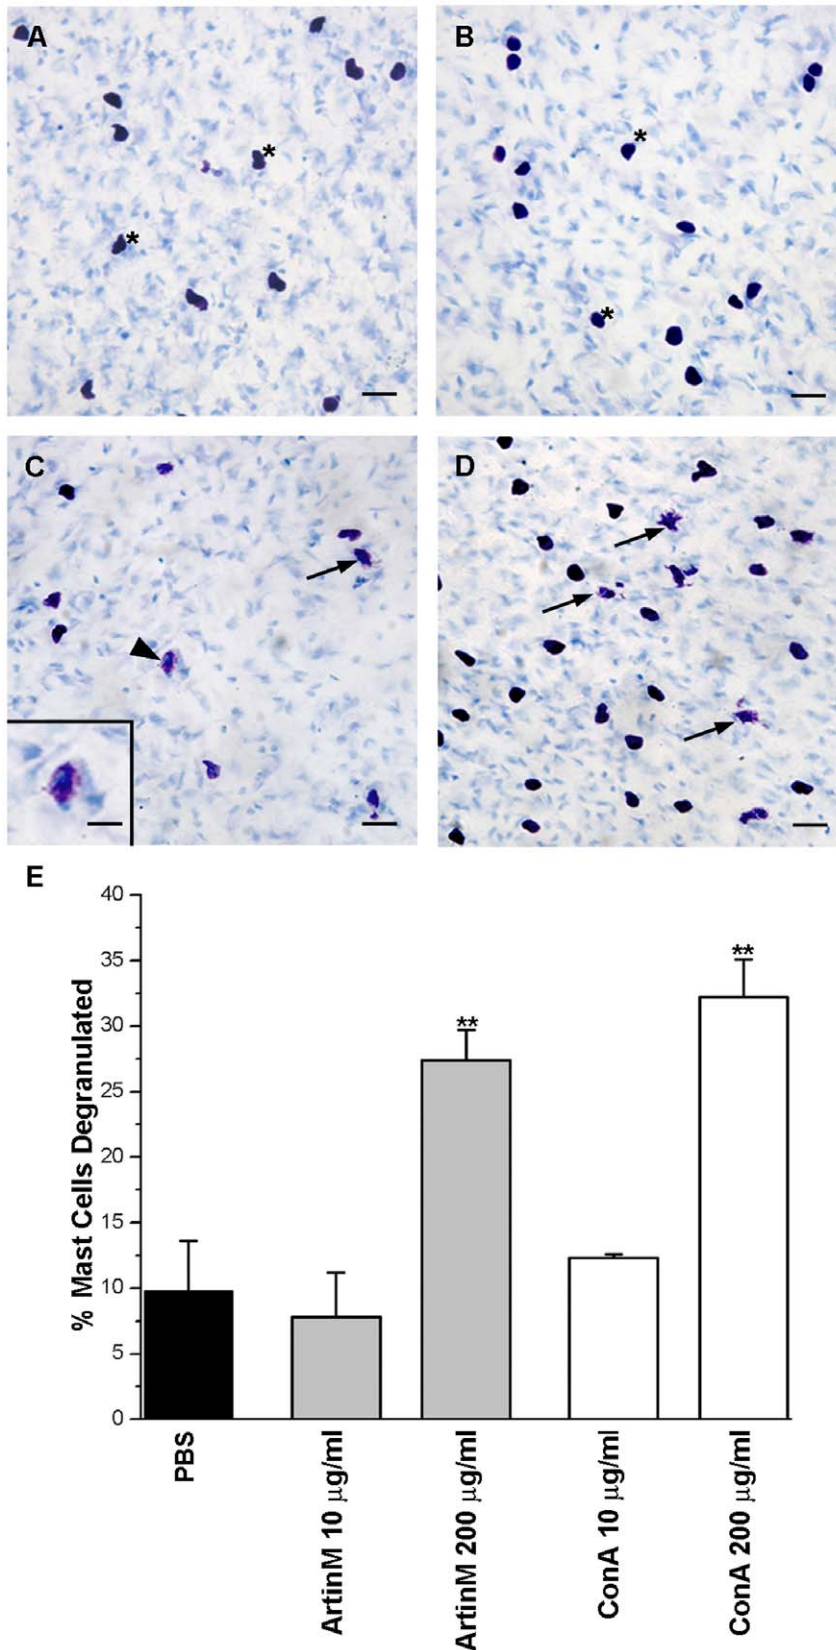 A
*
*
B
*
*
C
D
E
% Mast Cells Degranulated
40
35
30
25
20
15
10
5
0
**
**
PBS
ArtinM 10 μg/ml
ArtinM 200 μg/ml
ConA 10 μg/ml
ConA 200 μg/ml